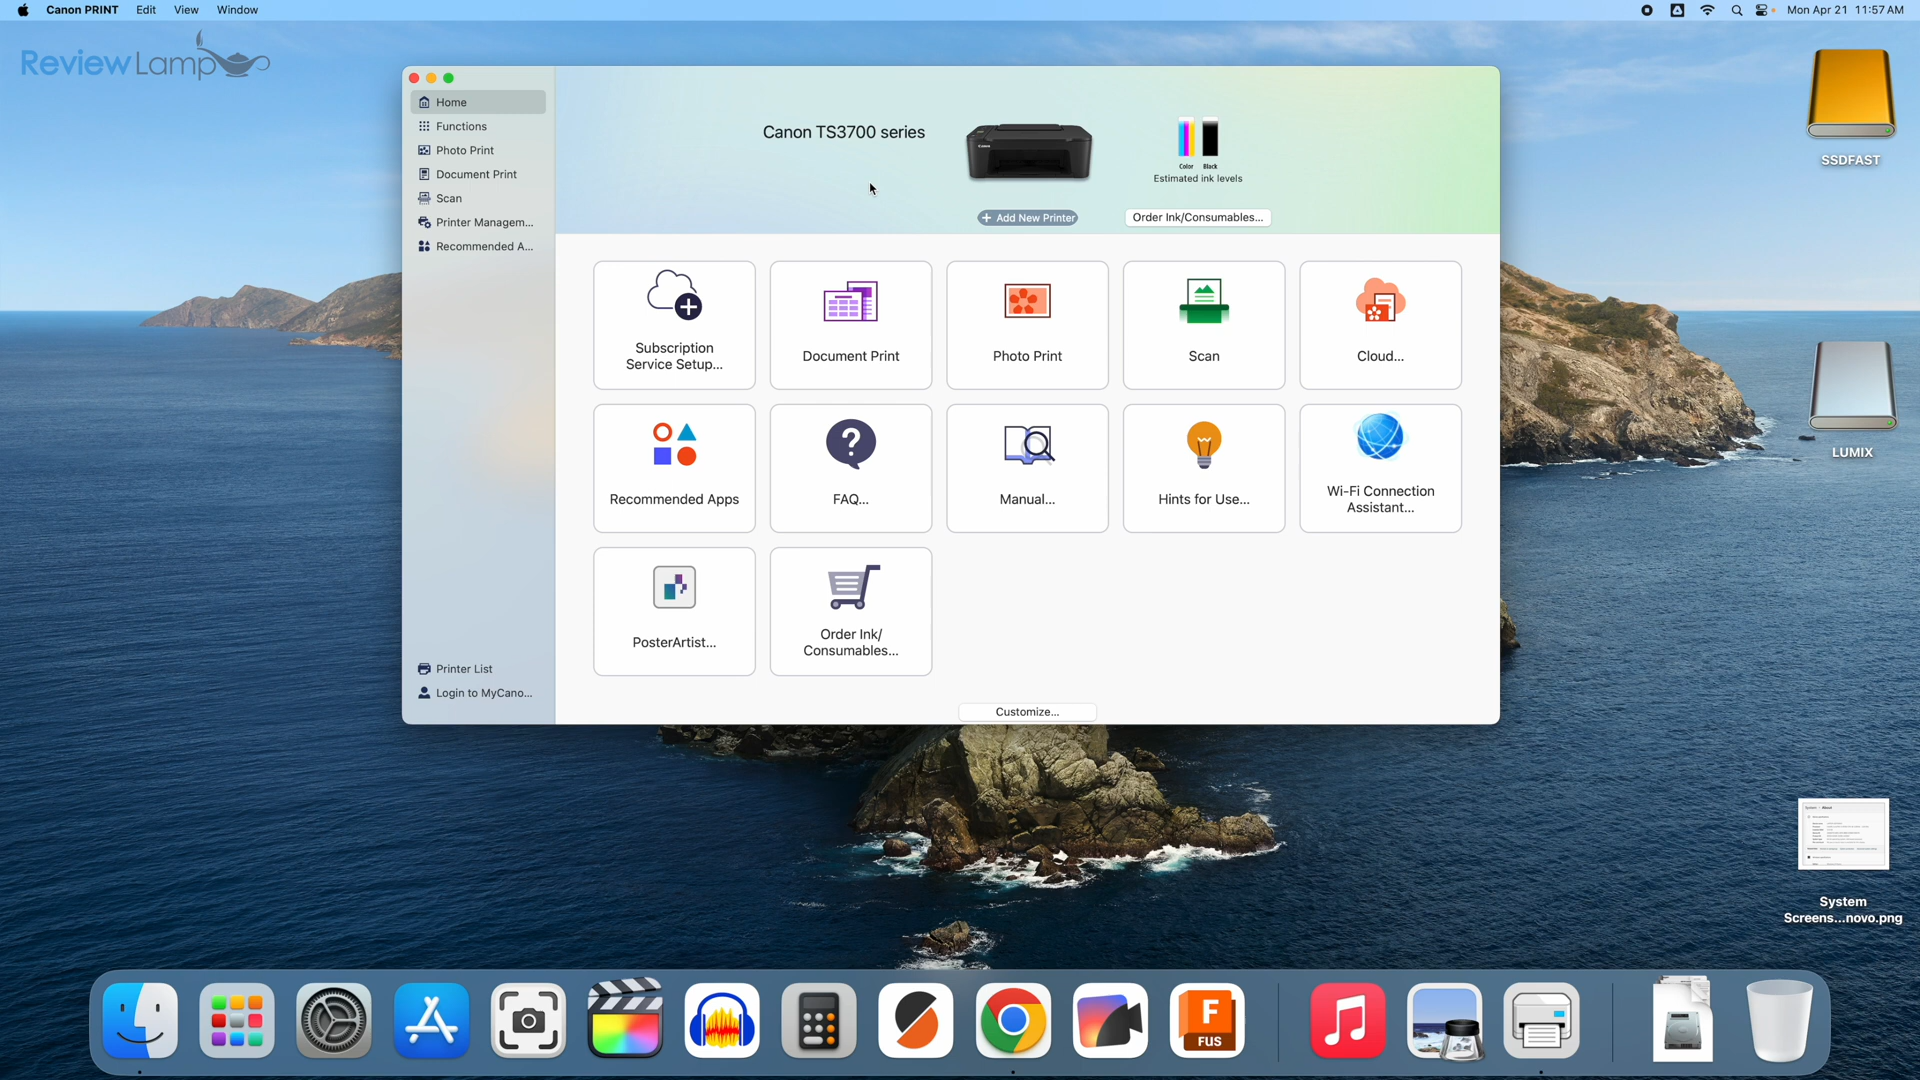 Canon PRINT Edit View Window
Mon Apr 21 11:57 AM
ReviewLamp
Home
Functions
Photo Print
Document Print
Scan
Printer Managem...
Recommended A...
Printer List
Login to MyCano...
Canon TS3700 series
Color Black
Estimated ink levels
Add New Printer
Order Ink/Consumables...
Subscription
Service Setup...
Document Print
Photo Print
Scan
Cloud...
Recommended Apps
FAQ...
Manual...
Hints for Use...
Wi-Fi Connection
Assistant...
PosterArtist...
Order Ink/
Consumables...
Customize...
SSDFAST
LUMIX
System
Screens...novo.png
F
FUS